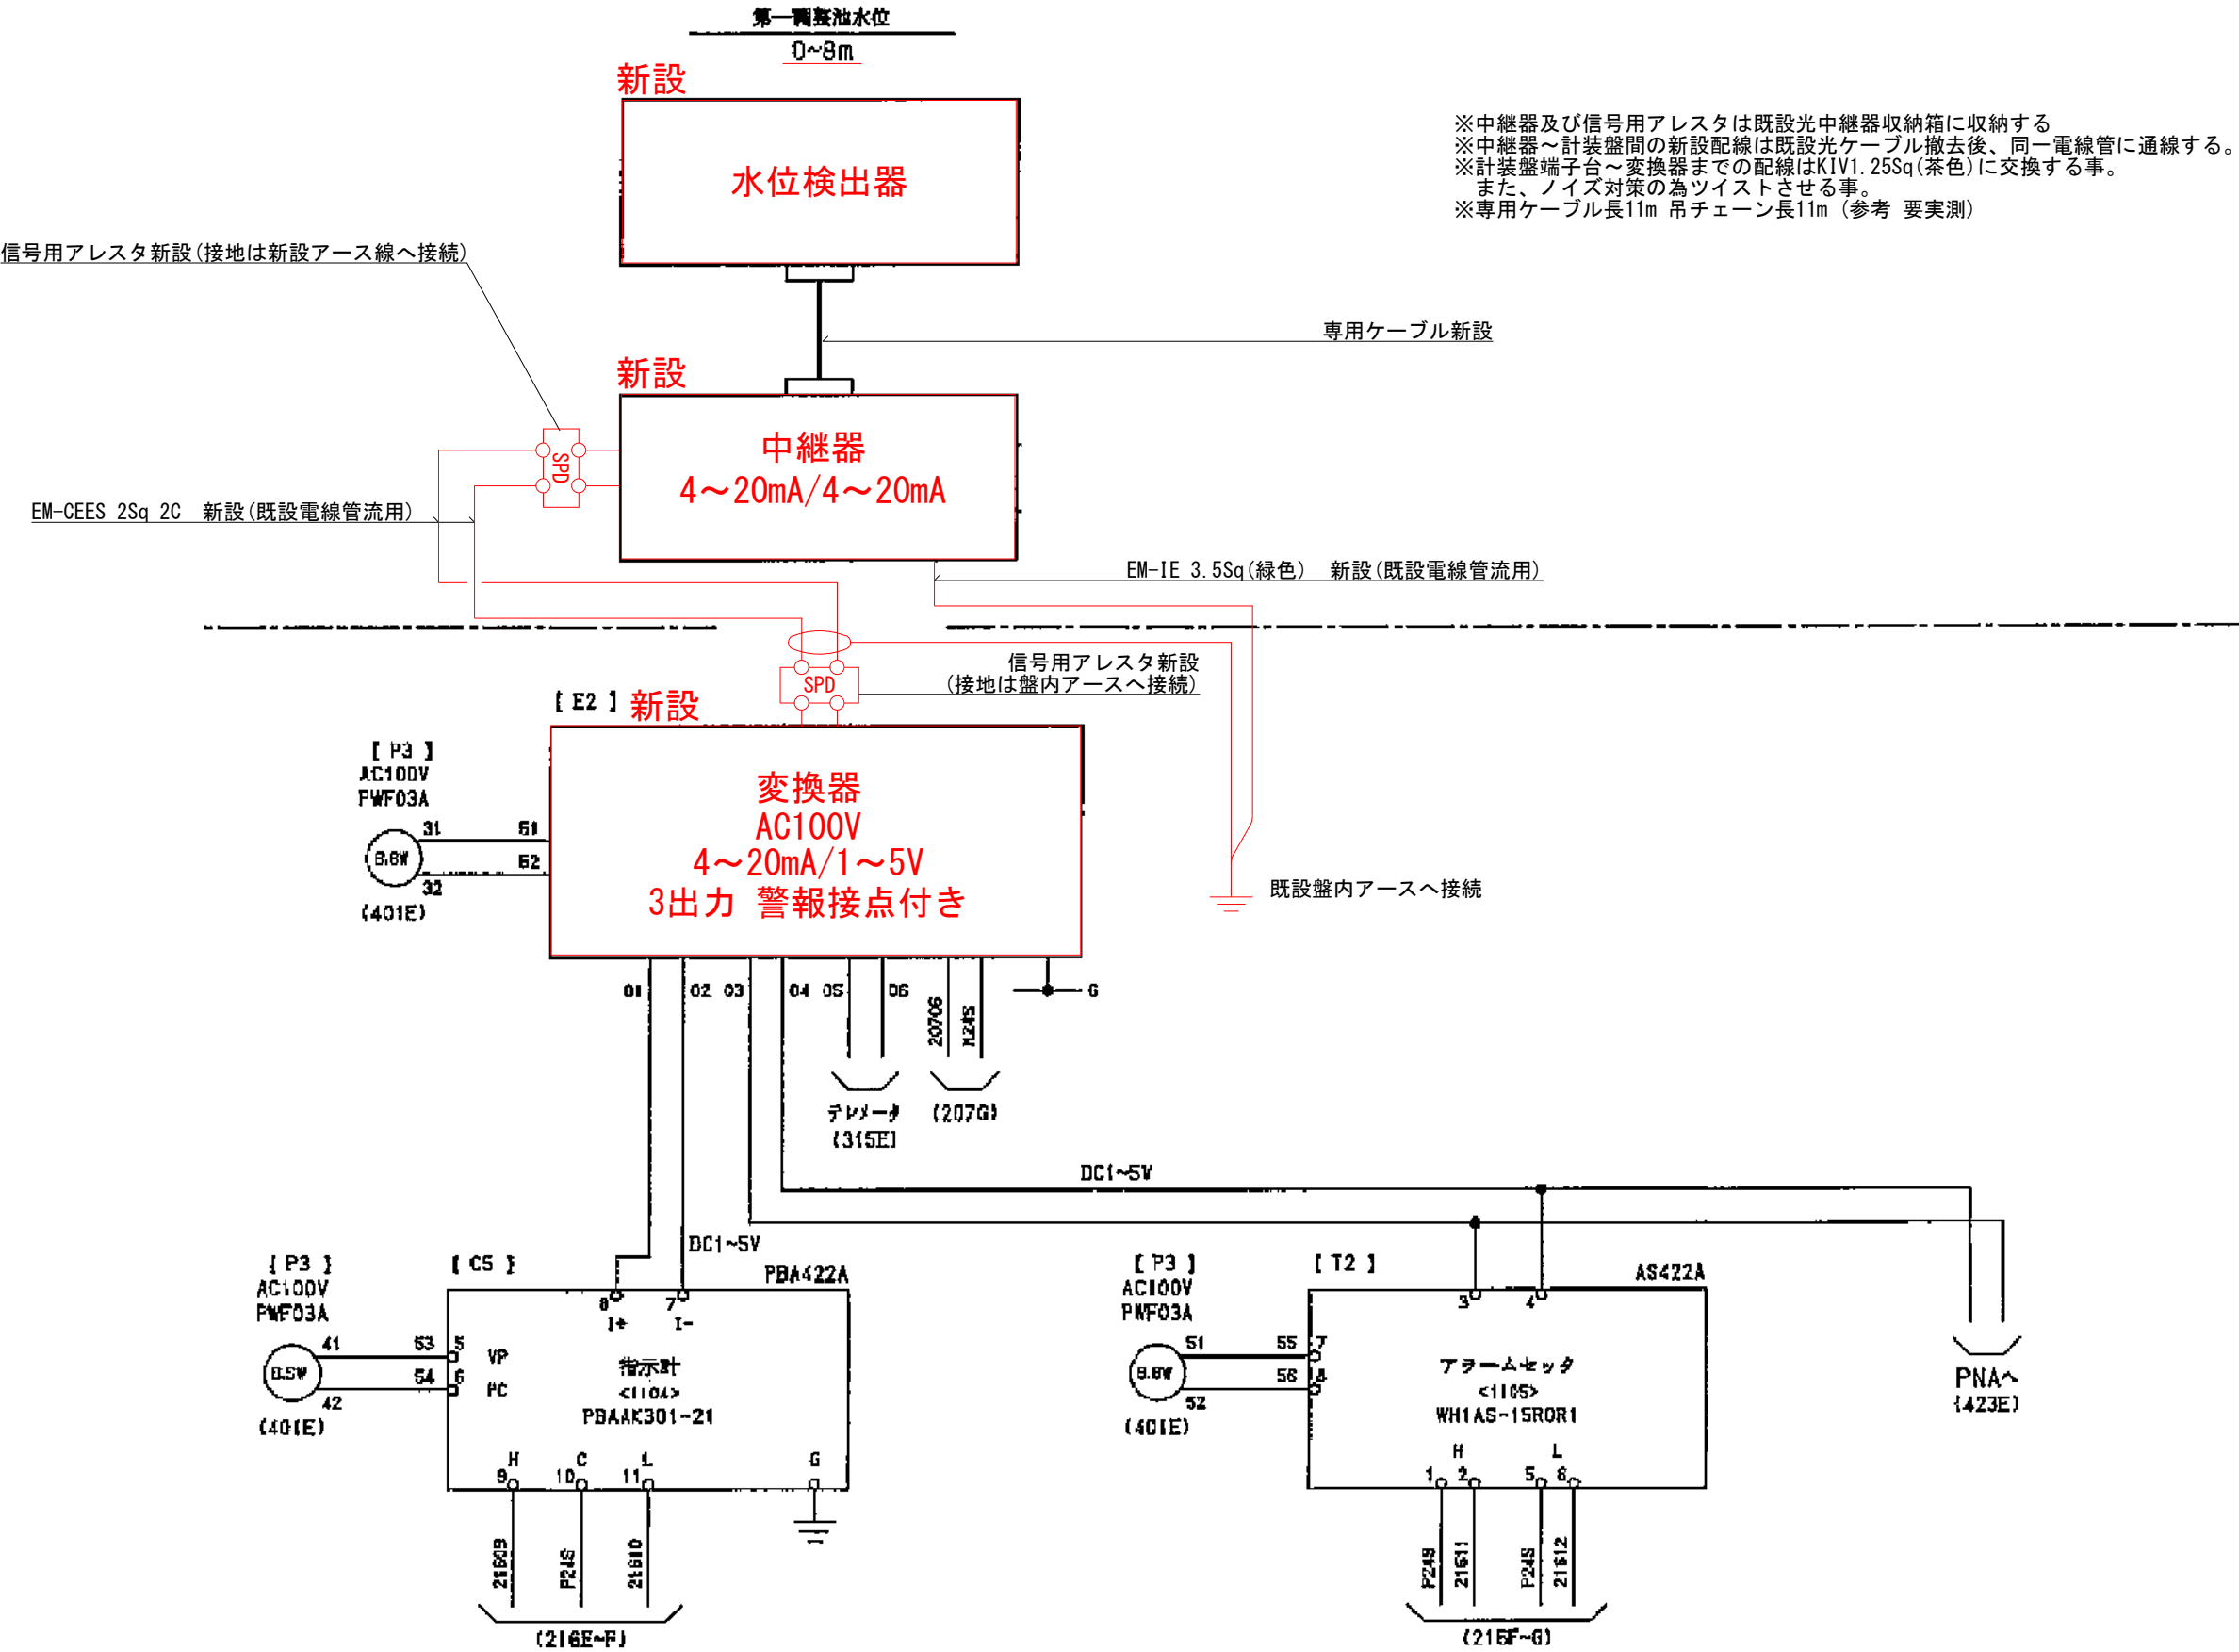 第一調整池水位
0~8m
新設
水位検出器
※中継器及び信号用アレスタは既設光中継器収納箱に収納する
※中継器～計装盤間の新設配線は既設光ケーブル撤去後、同一電線管に通線する。
※計装盤端子台～変換器までの配線はKIV1.25Sq(茶色)に交換する事。
また、ノイズ対策の為ツイストさせる事。
※専用ケーブル長11m 吊チェーン長11m (参考 要実測)
信号用アレスタ新設(接地は新設アース線へ接続)
専用ケーブル新設
新設
中継器
4～20mA/4～20mA
SPD
EM-CEES 2Sq 2C 新設(既設電線管流用)
EM-IE 3.5Sq(緑色) 新設(既設電線管流用)
信号用アレスタ新設
(接地は盤内アースへ接続)
SPD
[ E2 ]
新設
[ P3 ]
AC100V
PWF03A
31
51
52
32
(401E)
変換器
AC100V
4～20mA/1～5V
3出力 警報接点付き
既設盤内アースへ接続
01
02 03
04 05
06
20706
M24S
G
テレメータ
(315E)
(207G)
DC1~5V
DC1~5V
[ P3 ]
AC100V
PWF03A
41
53
5
54
6
42
(401E)
[ C5 ]
PBA422A
7
I+
I-
VP
PC
指示計
<1104>
PBAAK301-21
H
C
L
G
9
10
11
21609
P24S
21610
(216E~F)
[ P3 ]
AC100V
PWF03A
51
55
7
56
8
52
(401E)
[ T2 ]
AS422A
3
4
アラームセッタ
<1105>
WH1AS-15R0R1
H
L
1
2
5
6
P24S
21611
P24S
21612
PNAへ
(423E)